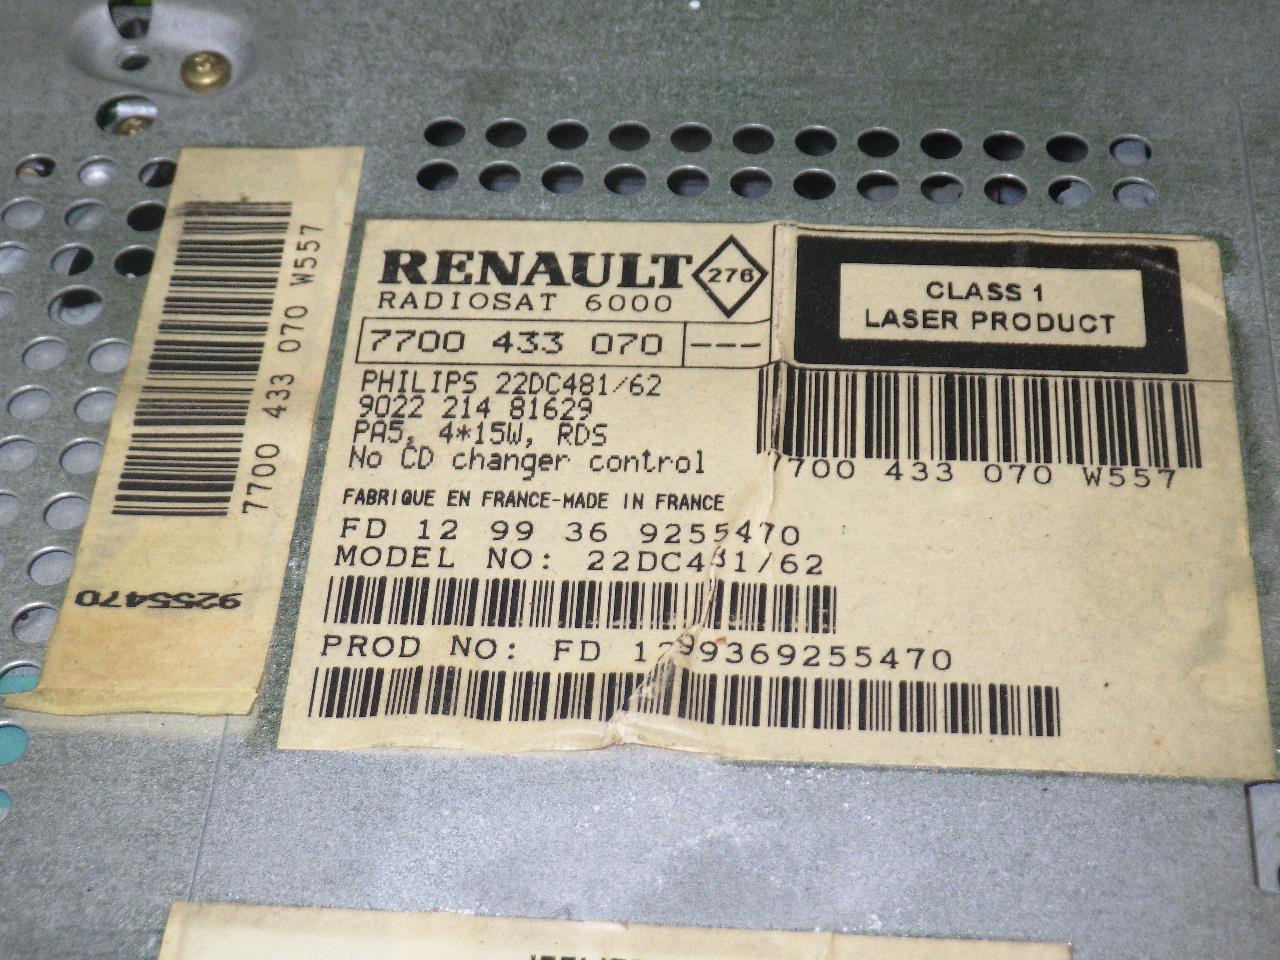 7700 433 070 W557
9255470
RENAULT 276
RADIOSAT 6000
7700 433 070 ---
CLASS 1
LASER PRODUCT
PHILIPS 22DC481/62
9022 214 81629
PA5, 4*15W, RDS
No CD changer control
7700 433 070 W557
FABRIQUE EN FRANCE-MADE IN FRANCE
FD 12 99 36 9255470
MODEL NO: 22DC481/62
PROD NO: FD 1299369255470